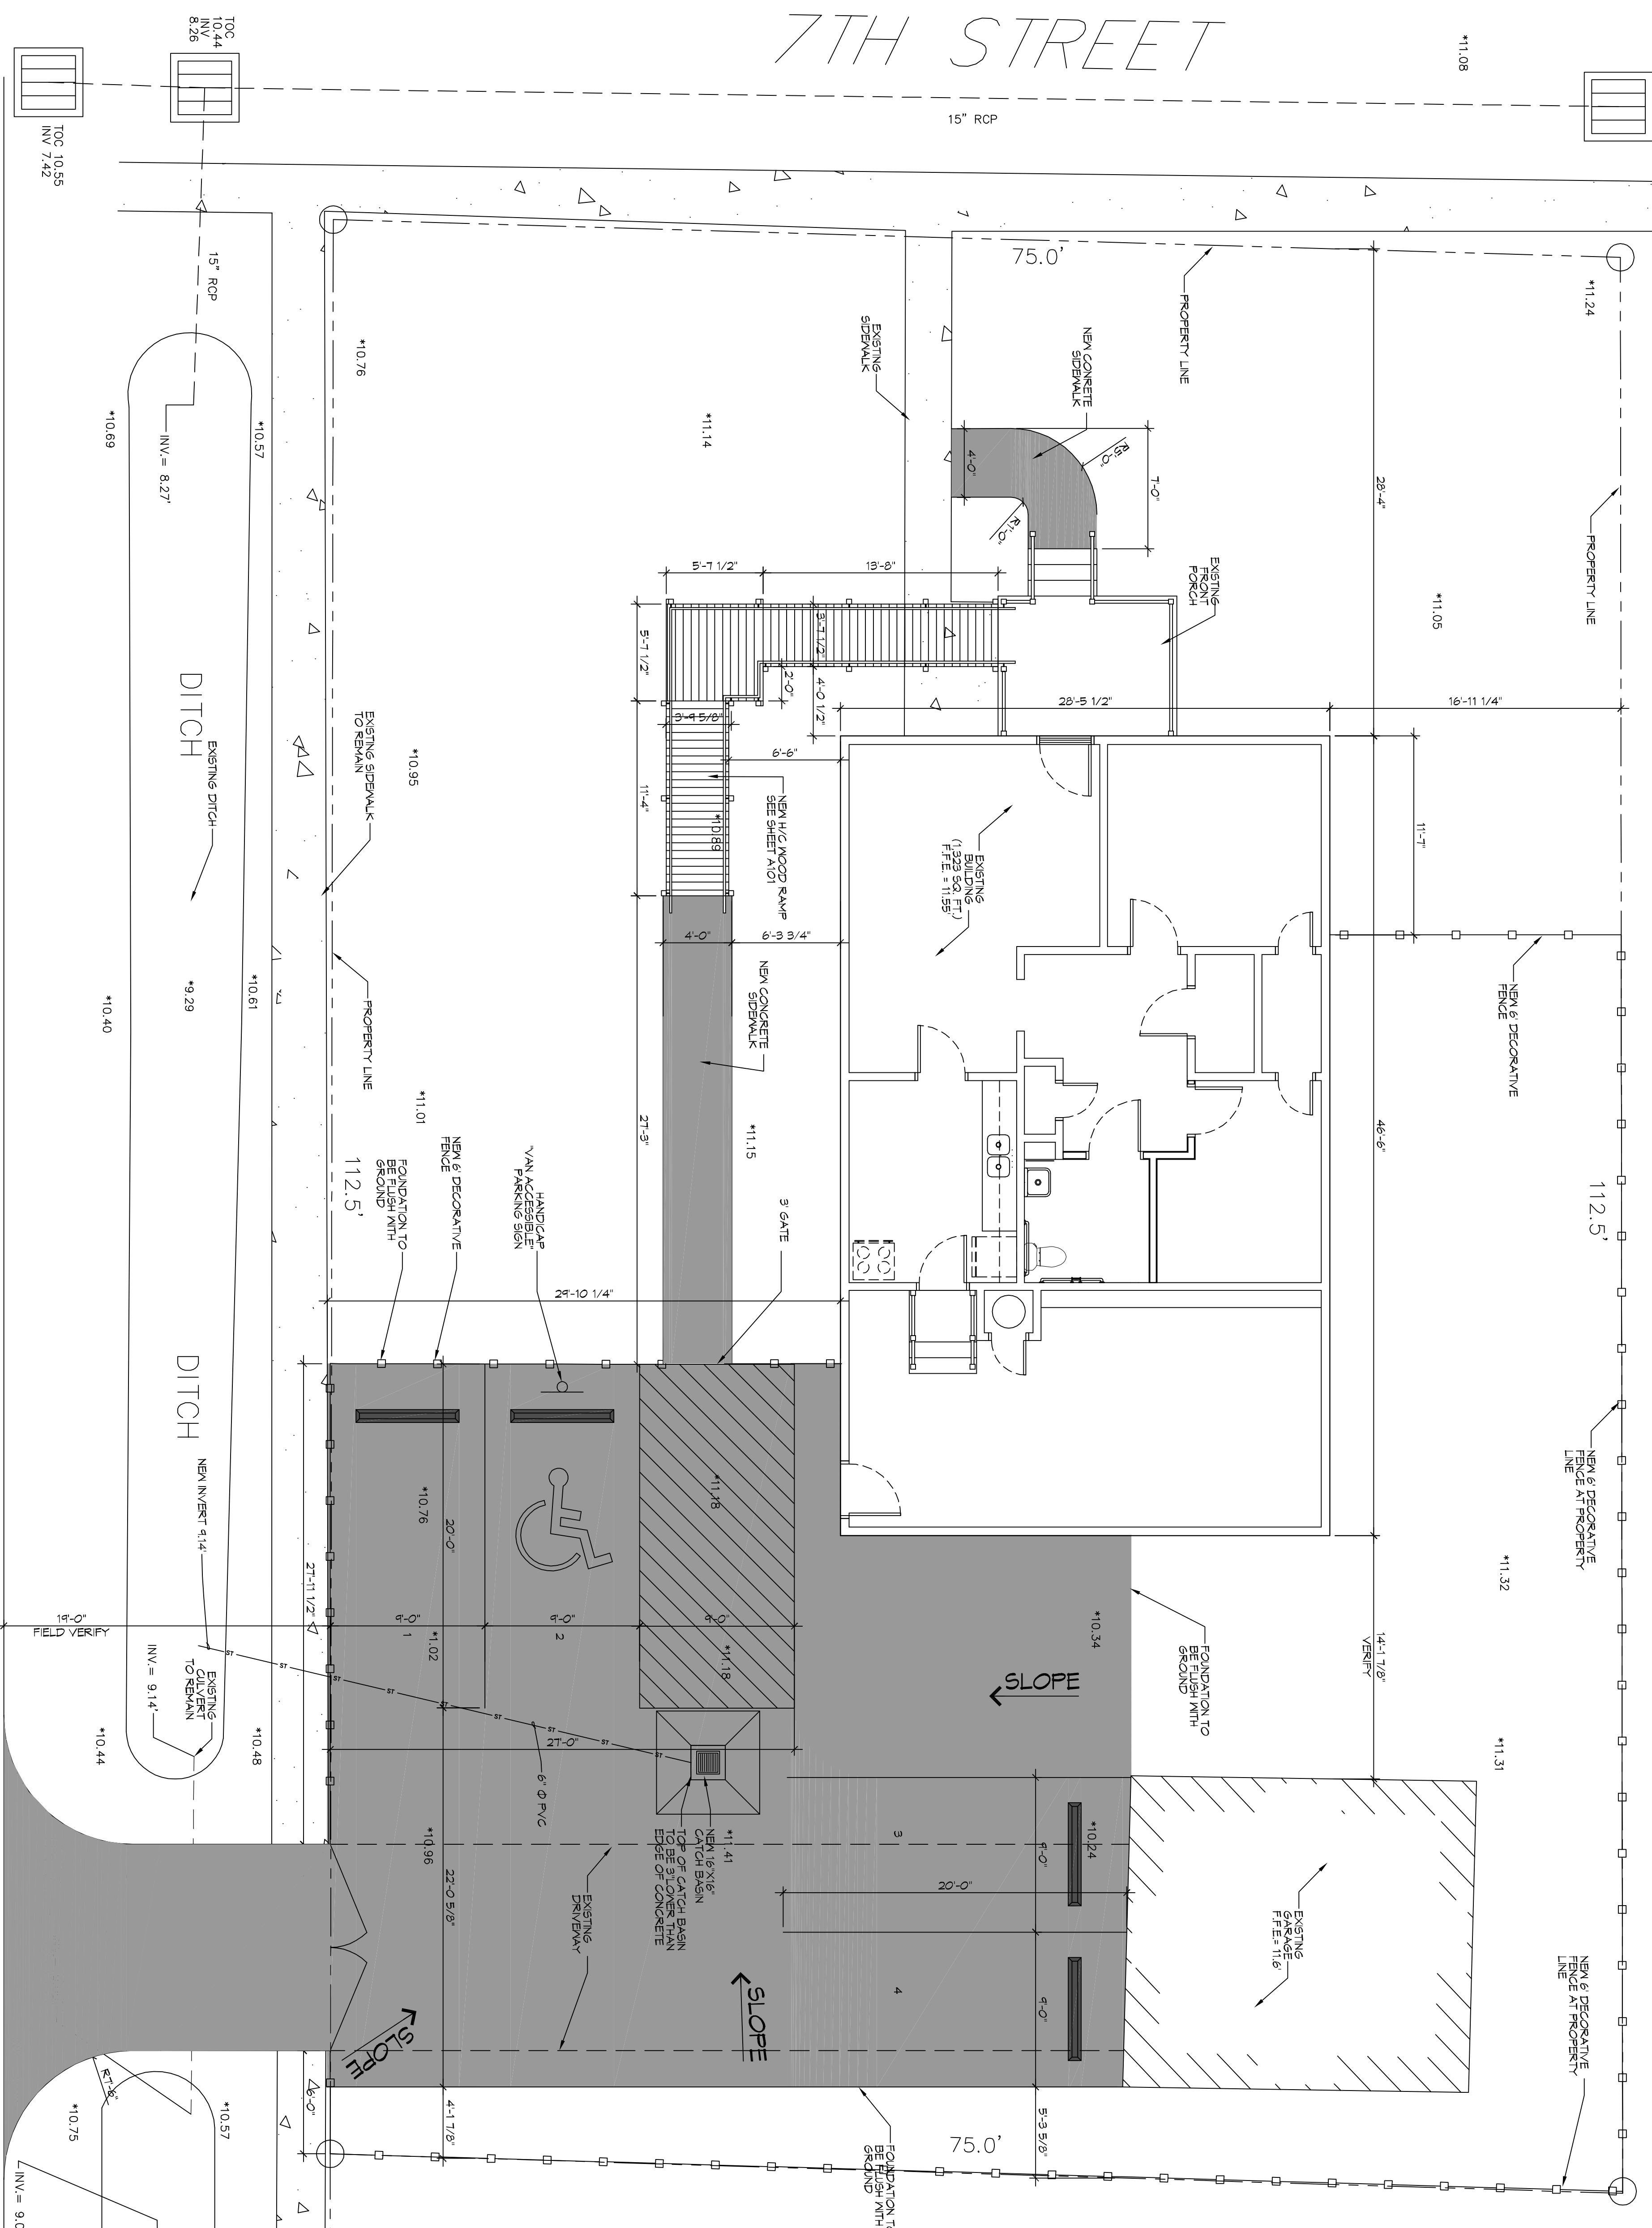 7TH STREET
*11.08
TOC
10.44
INV
8.26
TOC 10.55
INV 7.42
15" RCP
15" RCP
75.0'
PROPERTY LINE
*11.24
PROPERTY LINE
28'-4"
NEW CONRETE
SIDEWALK
EXISTING
SIDEWALK
R5'-0"
7'-0"
4'-0"
R1'-0"
*10.76
*11.14
*10.57
*10.69
INV.= 8.27'
EXISTING
FRONT
PORCH
*11.05
5'-7 1/2"
13'-8"
3'-7 1/2"
4'-0 1/2"
2'-0"
5'-7 1/2"
3'-9 5/8"
28'-5 1/2"
16'-11 1/4"
6'-6"
11'-4"
11'-7"
NEW H/C WOOD RAMP
SEE SHEET A101
*10.89
EXISTING
BUILDING
(1,323 SQ. FT.)
F.F.E. = 11.55'
DITCH
EXISTING DITCH
EXISTING SIDEWALK
TO REMAIN
*10.95
4'-0"
6'-3 3/4"
NEW CONCRETE
SIDEWALK
NEW 6' DECORATIVE
FENCE
*10.61
*9.29
*10.40
PROPERTY LINE
*11.01
27'-3"
*11.15
46'-6"
112.5'
112.5'
NEW 6' DECORATIVE
FENCE
FOUNDATION TO
BE FLUSH WITH
GROUND
HANDICAP
"VAN ACCESSIBLE"
PARKING SIGN
3' GATE
29'-10 1/4"
DITCH
NEW INVERT 9.14'
27'-11 1/2"
*10.76
20'-0"
*11.18
NEW 6' DECORATIVE
FENCE AT PROPERTY
LINE
*11.32
19'-0"
FIELD VERIFY
9'-0"
1
9'-0"
2
9'-0"
*1.02
*11.18
*10.34
14'-1 7/8"
VERIFY
FOUNDATION TO
BE FLUSH WITH
GROUND
SLOPE
ST
ST
ST
ST
ST
ST
ST
ST
EXISTING
CULVERT
TO REMAIN
INV.= 9.14'
*10.48
*10.44
27'-0"
6" Φ PVC
*11.31
*10.96
22'-0 5/8"
EXISTING
DRIVEWAY
*11.41
NEW 16"X16"
CATCH BASIN
TOP OF CATCH BASIN
TO BE 3" LOWER THAN
EDGE OF CONCRETE
3
9'-0"
*10.24
20'-0"
EXISTING
GARAGE
F.F.E.= 11.6'
4
9'-0"
NEW 6' DECORATIVE
FENCE AT PROPERTY
LINE
SLOPE
SLOPE
R7'-6"
*10.75
*10.57
6'-0"
4'-1 7/8"
5'-3 5/8"
75.0'
FOUNDATION TO
BE FLUSH WITH
GROUND
INV.=